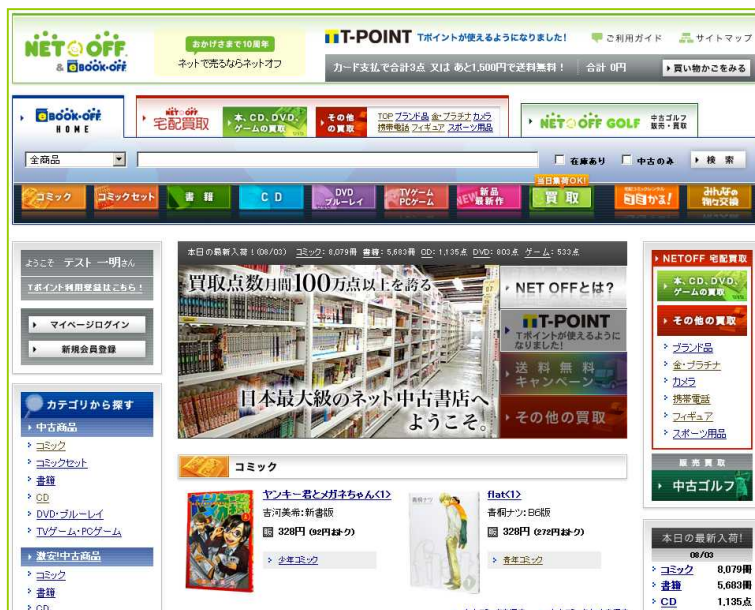 NET OFF
& eBOOK-OFF
おかげさまで10周年
ネットで売るならネットオフ
T-POINT Tポイントが使えるようになりました!
ご利用ガイド
サイトマップ
カード支払で合計3点 又は あと1,500円で送料無料!
合計 0円
買い物かごをみる
eBOOK-OFF
HOME
NET OFF
宅配買取
本、CD、DVD、
ゲームの買取
その他
の買取
TOP ブランド品 金・プラチナ カメラ
携帯電話 フィギュア スポーツ用品
NET OFF GOLF
中古ゴルフ
販売・買取
全商品
在庫あり
中古のみ
検 索
コミック
コミックセット
書 籍
CD
DVD
ブルーレイ
TVゲーム
PCゲーム
NEW 新品
最新作
当日集荷OK!
買 取
みんなの
物々交換
ようこそ テスト 一明さん
Tポイント利用登録はこちら!
マイページログイン
新規会員登録
本日の最新入荷!(08/03) コミック: 8,079冊 書籍: 5,683冊 CD: 1,135点 DVD: 803点 ゲーム: 533点
買取点数月間100万点以上を誇る
日本最大級のネット中古書店へ
ようこそ。
NET OFFとは?
T-POINT
Tポイントが使えるように
なりました!
送料無料
キャンペーン
その他の買取
NETOFF 宅配買取
本、CD、DVD、
ゲームの買取
その他の買取
ブランド品
金・プラチナ
カメラ
携帯電話
フィギュア
スポーツ用品
販売買取
中古ゴルフ
カテゴリから探す
中古商品
コミック
コミックセット
書籍
CD
DVD・ブルーレイ
TVゲーム・PCゲーム
激安!中古商品
コミック
書籍
CD
コミック
ヤンキー君とメガネちゃん<1>
吉河美希:新書版
328円 (92円おトク)
少年コミック
flat<1>
青桐ナツ:B6版
328円 (272円おトク)
青年コミック
本日の最新入荷!
08/03
コミック 8,079冊
書籍 5,683冊
CD 1,135点